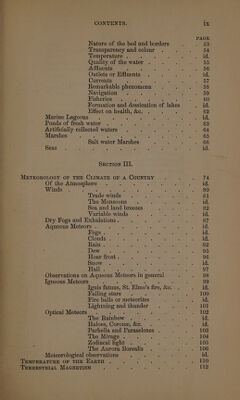 CONTENTS. ix
PAGE
Nature of the bed and borders . 53
Transparency and colour . 54
Temperature . . . id.
Quality of the water . . 55
Affluents . . . 56
Outlets or Effluents . . id.
Currents . . . 57
Remarkable phenomena . . 58
Navigation . . . 59
Fisheries . . . 60
Formation and desiccation of lakes id.
Effect on health, &c. . . 62
Marine Lagoons . . . id.
Ponds of fresh water . . . 63
Artificially-collected waters . . . 64
Marshes . . . 65
Salt water Marshes . . 66
Seas . . . id.
SECTION III.
METEOROLOGY OF THE CLIMATE OF A COUNTRY . 74
Of the Atmosphere . . . id.
Winds . . . 80
Trade winds . . . 81
The Monsoons . . . id.
Sea and land breezes . . 82
Variable winds . . . id.
Dry Fogs and Exhalations . . . 87
Aqueous Meteors . . . id.
Fogs . . . id.
Clouds . . . id.
Rain . . . 92
Dew . . . 95
Hoar frost . . . 96
Snow . . . id.
Hail . . . 97
Observations on Aqueous Meteors in general . 98
Igneous Meteors . . . 99
Ignis fatuus, St. Elmo's fire, &c. id.
Falling stars . . . 100
Fire balls or meteorites . . id.
Lightning and thunder . . 101
Optical Meteors . . . 102
The Rainbow . . . id.
Haloes, Coronæ, &c. . . id.
Parhelia and Paraselenes . . 103
The Mirage . . . 104
Zodiacal light . . . 105
The Aurora Borealis . . 106
Meteorological observations . . id.
TEMPERATURE OF THE EARTH . . . 110
TERRESTRIAL MAGNETISM . . . 112